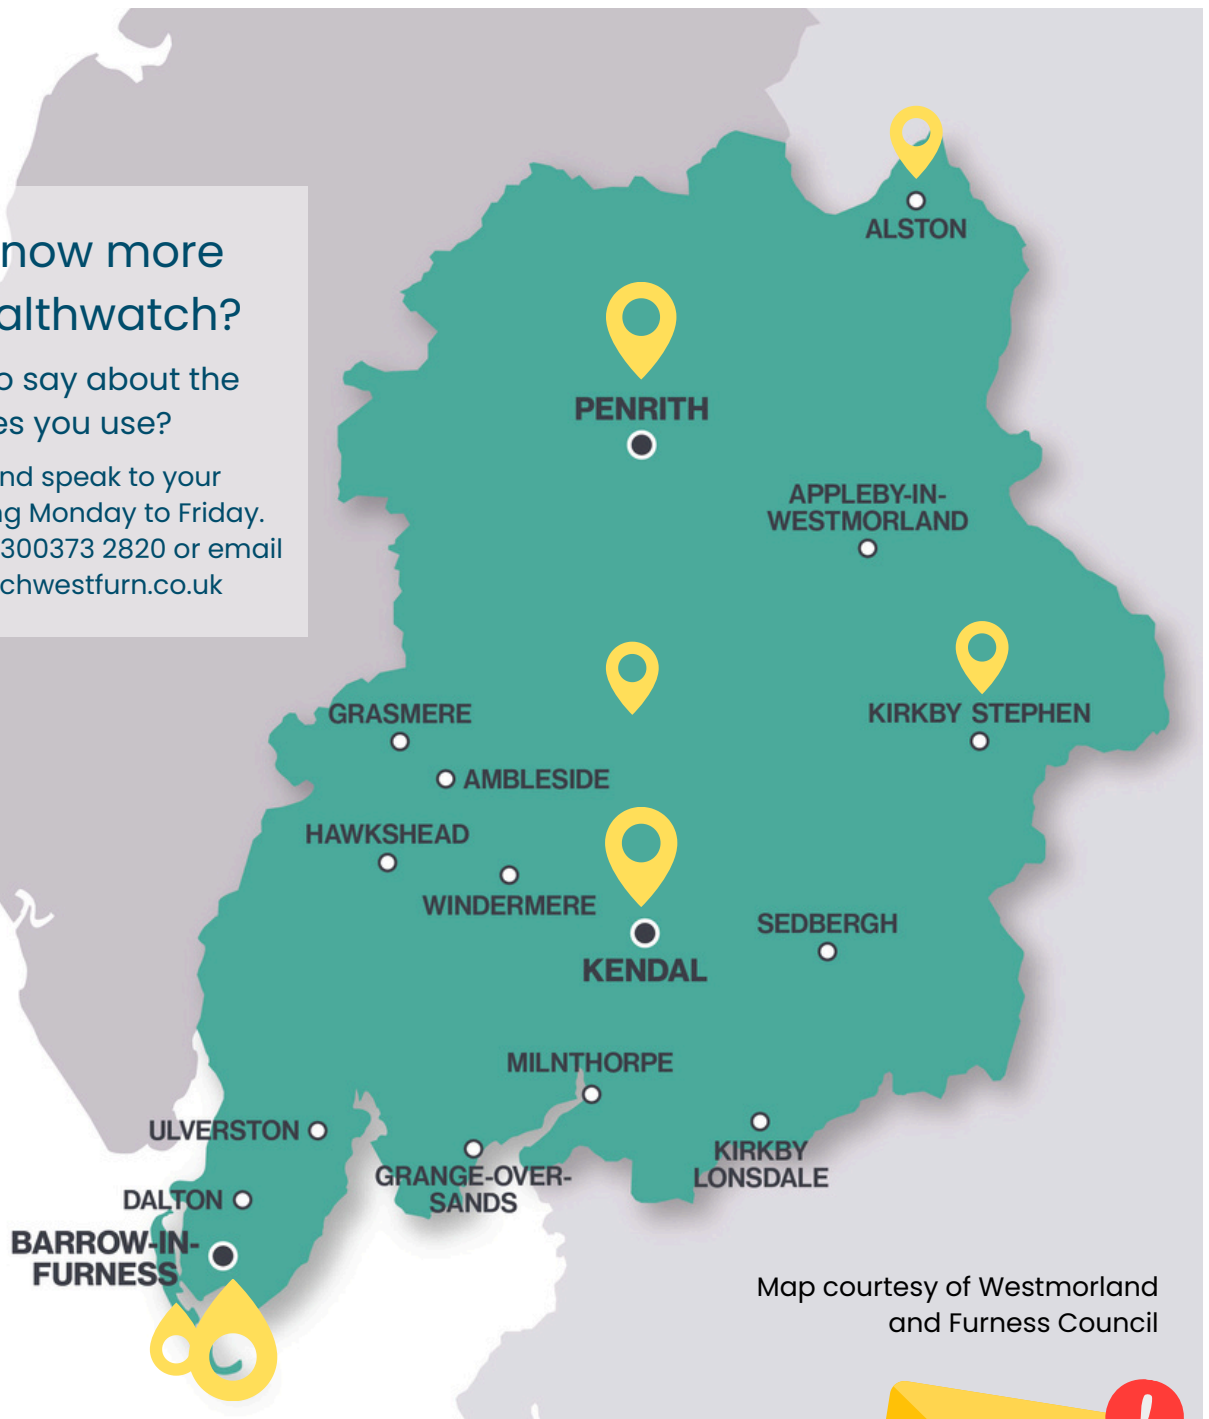 now more
althwatch?
o say about the
es you use?
nd speak to your
ng Monday to Friday.
300373 2820 or email
chwestfurn.co.uk
ALSTON
PENRITH
APPLEBY-IN-
WESTMORLAND
GRASMERE
KIRKBY STEPHEN
AMBLESIDE
HAWKSHEAD
WINDERMERE
SEDBERGH
KENDAL
MILNTHORPE
ULVERSTON
KIRKBY
LONSDALE
GRANGE-OVER-
SANDS
DALTON
BARROW-IN-
FURNESS
Map courtesy of Westmorland
and Furness Council
!